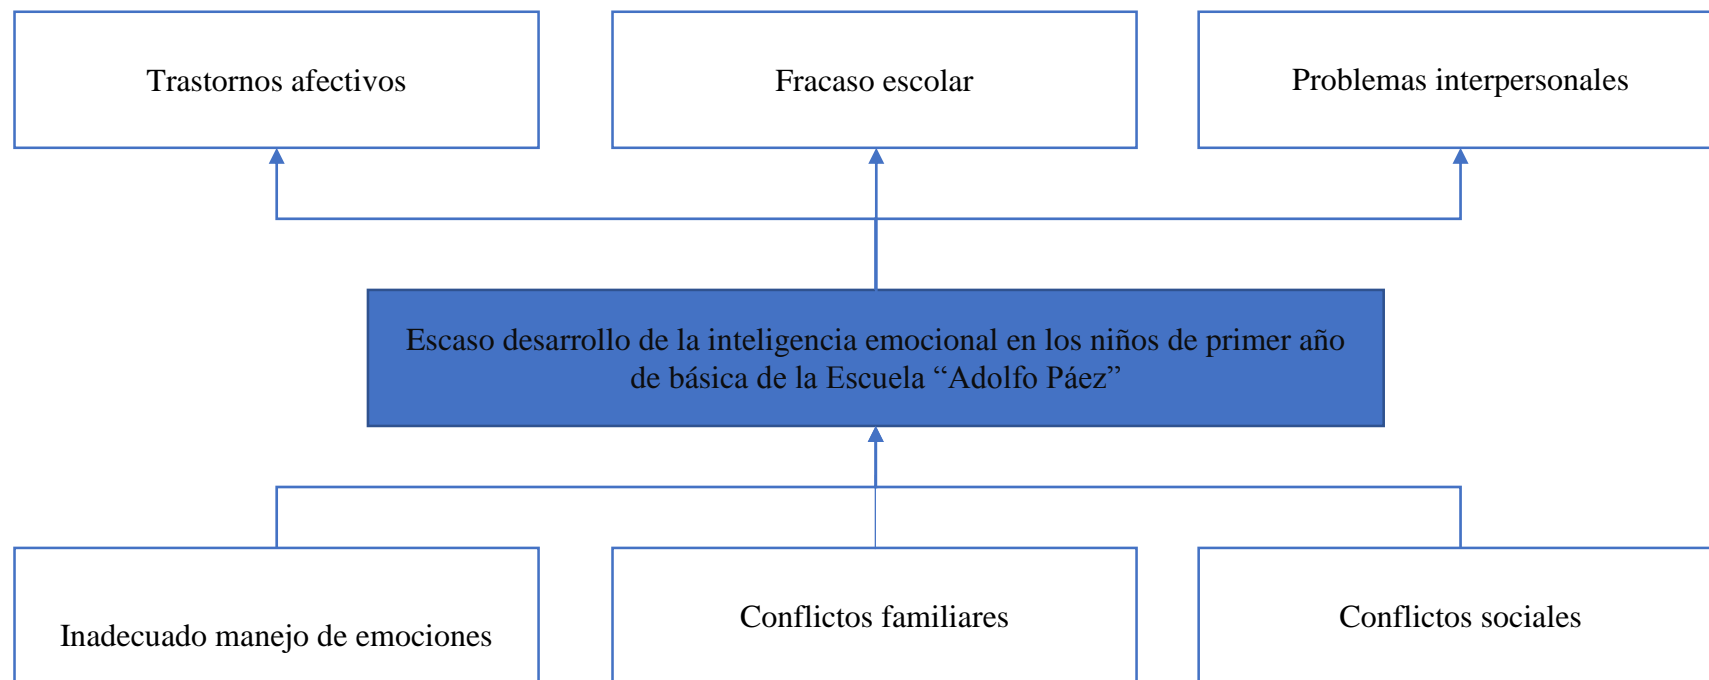 Trastornos afectivos
Fracaso escolar
Problemas interpersonales
Escaso desarrollo de la inteligencia emocional en los niños de primer año
de básica de la Escuela “Adolfo Páez”
Inadecuado manejo de emociones
Conflictos familiares
Conflictos sociales